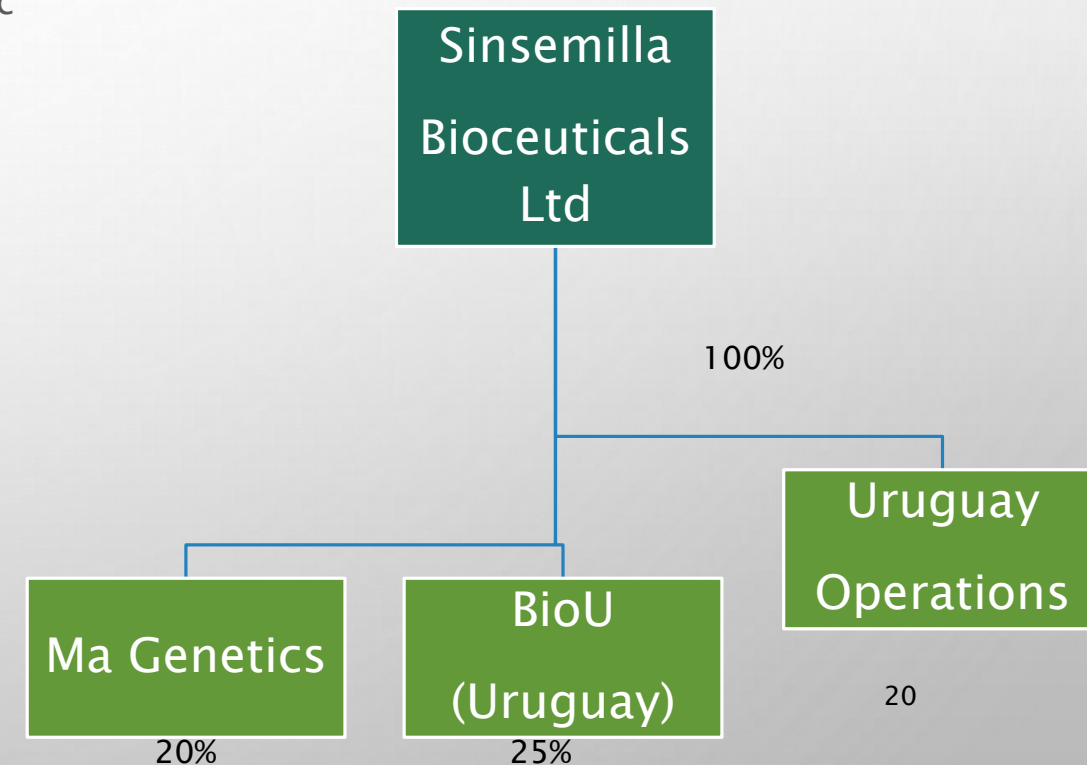 Sinsemilla
Bioceuticals
Ltd
100%
Uruguay
Operations
Ma Genetics
BioU
(Uruguay)
20
20%
25%